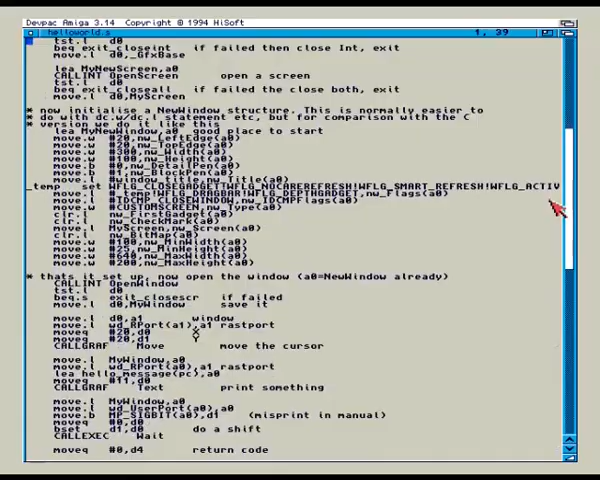 Devpac Amiga 3.14  Copyright © 1994 HiSoft
helloworld.s 1, 39
tst.l d0
beq exit_closeint if failed then close Int, exit
move.l d0,_GfxBase
lea MyNewScreen,a0
CALLINT OpenScreen open a screen
tst.l d0
beq exit_closeall if failed the close both, exit
move.l d0,MyScreen
* now initialise a NewWindow structure. This is normally easier to
* do with dc.w/dc.l statement etc, but for comparison with the C
* version we do it like this
lea MyNewWindow,a0 good place to start
move.w #20,nw_LeftEdge(a0)
move.w #20,nw_TopEdge(a0)
move.w #300,nw_Width(a0)
move.w #100,nw_Height(a0)
move.b #0,nw_DetailPen(a0)
move.b #1,nw_BlockPen(a0)
move.l #window_title,nw_Title(a0)
_temp set WFLG_CLOSEGADGET!WFLG_NOCAREREFRESH!WFLG_SMART_REFRESH!WFLG_ACTIV
move.l #_temp!WFLG_DRAGBAR!WFLG_DEPTHGADGET,nw_Flags(a0)
move.l #IDCMP_CLOSEWINDOW,nw_IDCMPFlags(a0)
move.w #CUSTOMSCREEN,nw_Type(a0)
clr.l nw_FirstGadget(a0)
clr.l nw_CheckMark(a0)
move.l MyScreen,nw_Screen(a0)
clr.l nw_BitMap(a0)
move.w #100,nw_MinWidth(a0)
move.w #25,nw_MinHeight(a0)
move.w #640,nw_MaxWidth(a0)
move.w #200,nw_MaxHeight(a0)
* thats it set up, now open the window (a0=NewWindow already)
CALLINT OpenWindow
tst.l d0
beq.s exit_closescr if failed
move.l d0,MyWindow save it
move.l d0,a1 window
move.l wd_RPort(a1),a1 rastport
moveq #20,d0 X
moveq #20,d1 Y
CALLGRAF Move move the cursor
move.l MyWindow,a0
move.l wd_RPort(a0),a1 rastport
lea hello_message(pc),a0
moveq #11,d0
CALLGRAF Text print something
move.l MyWindow,a0
move.l wd_UserPort(a0),a0
move.b MP_SIGBIT(a0),d1 (misprint in manual)
moveq #0,d0
bset d1,d0 do a shift
CALLEXEC Wait
moveq #0,d4 return code